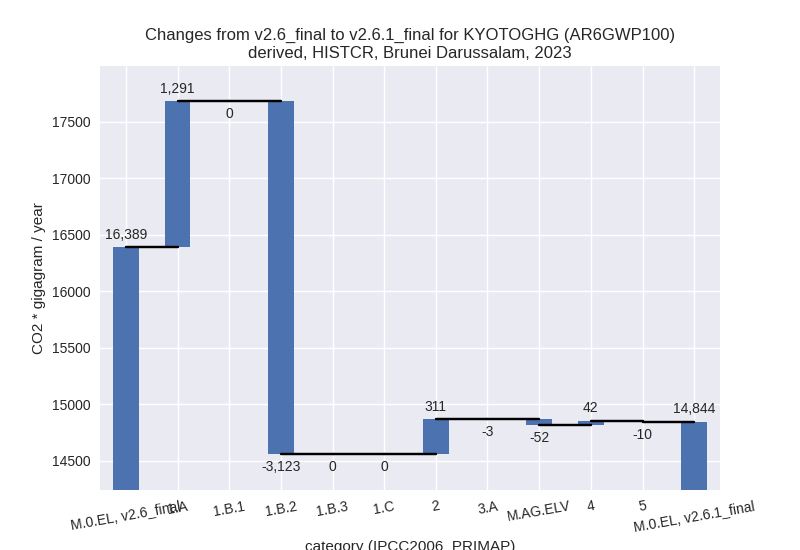 Changes from v2.6_final to v2.6.1_final for KYOTOGHG (AR6GWP100)
derived, HISTCR, Brunei Darussalam, 2023
CO2 * gigagram / year
17500
17000
16500
16000
15500
15000
14500
16,389
1,291
0
-3,123
0
0
311
-3
-52
42
-10
14,844
M.0.EL, v2.6_final
1.A
1.B.1
1.B.2
1.B.3
1.C
2
3.A
M.AG.ELV
4
5
M.0.EL, v2.6.1_final
category (IPCC2006_PRIMAP)